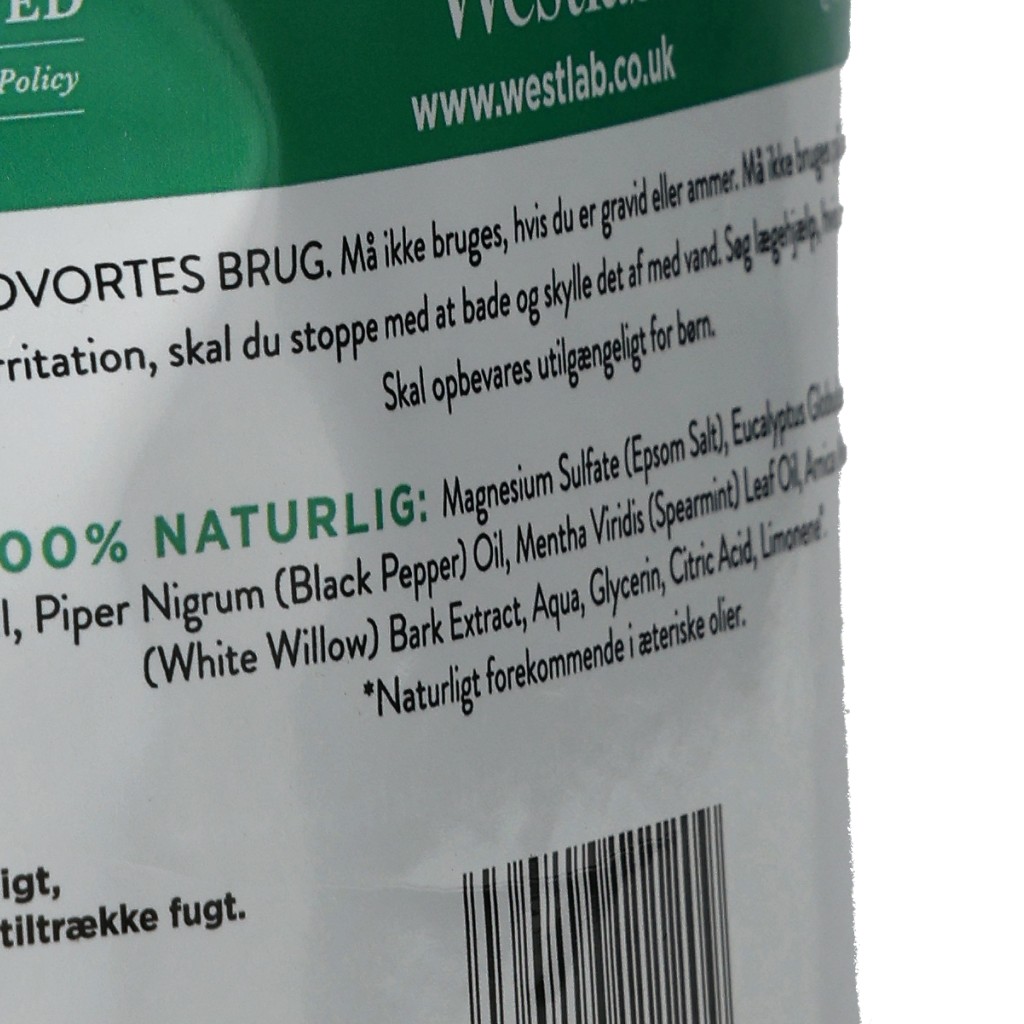 ED
Westlab
Policy
www.westlab.co.uk
DVORTES BRUG. Må ikke bruges, hvis du er gravid eller ammer. Må ikke bruges
rritation, skal du stoppe med at bade og skylle det af med vand. Søg lægehjælp,
Skal opbevares utilgængeligt for børn.
00% NATURLIG: Magnesium Sulfate (Epsom Salt), Eucalyptus
l, Piper Nigrum (Black Pepper) Oil, Mentha Viridis (Spearmint) Leaf Oil, Arnica
(White Willow) Bark Extract, Aqua, Glycerin, Citric Acid, Limonene*.
*Naturligt forekommende i æteriske olier.
igt,
tiltrække fugt.